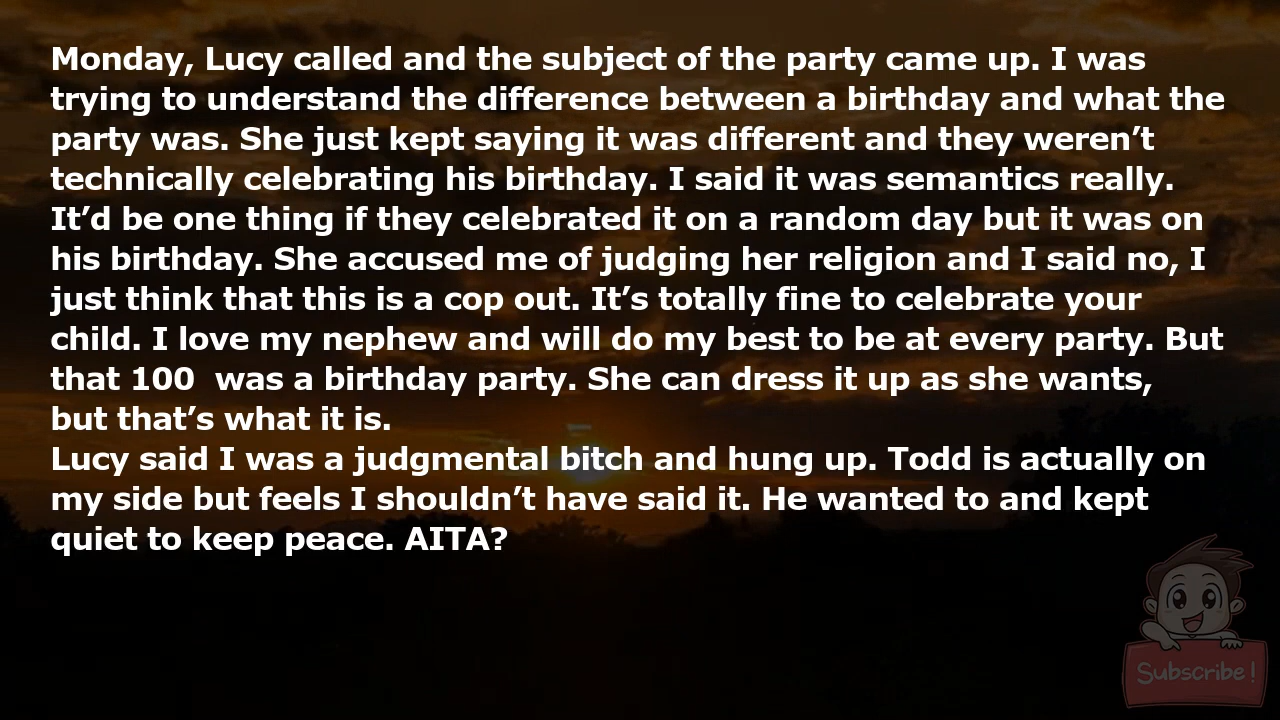 Monday, Lucy called and the subject of the party came up. I was
trying to understand the difference between a birthday and what the
party was. She just kept saying it was different and they weren’t
technically celebrating his birthday. I said it was semantics really.
It’d be one thing if they celebrated it on a random day but it was on
his birthday. She accused me of judging her religion and I said no, I
just think that this is a cop out. It’s totally fine to celebrate your
child. I love my nephew and will do my best to be at every party. But
that 100  was a birthday party. She can dress it up as she wants,
but that’s what it is.
Lucy said I was a judgmental bitch and hung up. Todd is actually on
my side but feels I shouldn’t have said it. He wanted to and kept
quiet to keep peace. AITA?
Subscribe!